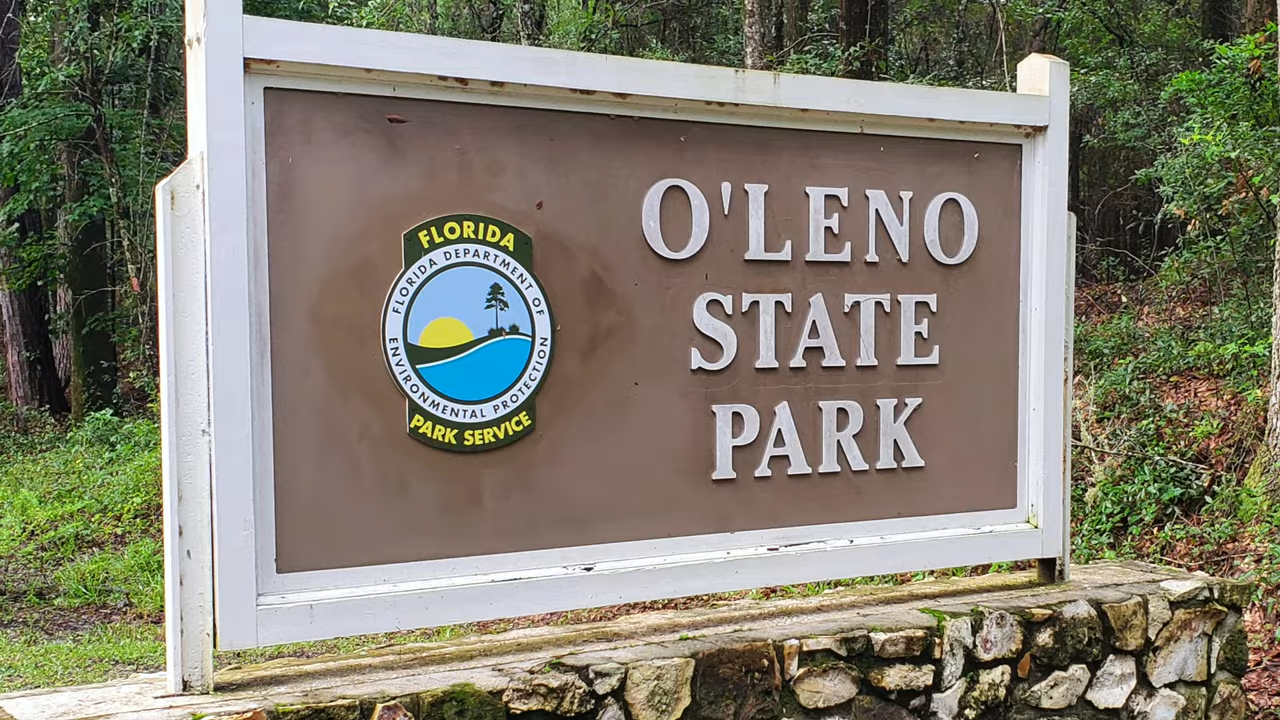 FLORIDA
FLORIDA DEPARTMENT OF
ENVIRONMENTAL PROTECTION
PARK SERVICE
O'LENO
STATE
PARK